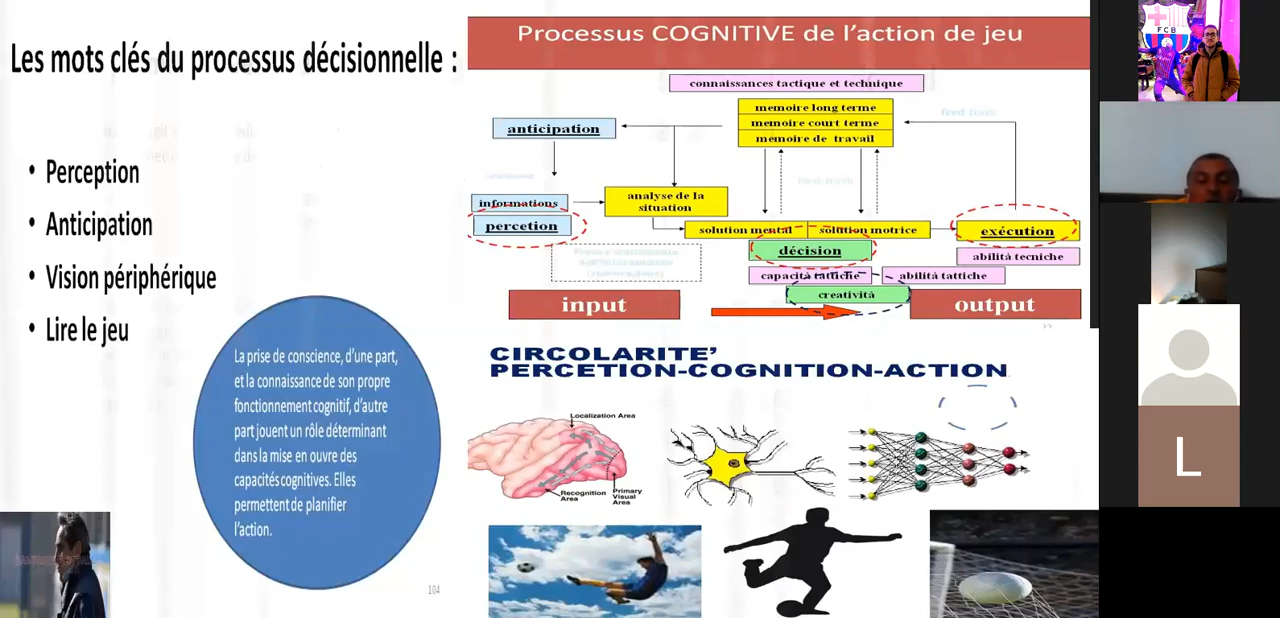 Les mots clés du processus décisionnelle :
• Perception
• Anticipation
• Vision périphérique
• Lire le jeu
La prise de conscience, d'une part,
et la connaissance de son propre
fonctionnement cognitif, d'autre
part jouent un rôle déterminant
dans la mise en ouvre des
capacités cognitives. Elles
permettent de planifier
l'action.
104
Processus COGNITIVE de l'action de jeu
connaissances tactique et technique
memoire long terme
memoire court terme
memoire de travail
anticipation
informations
percetion
analyse de la
situation
solution mental
solution motrice
exécution
décision
abilità tecniche
capacità tattiche
abilità tattiche
creatività
input
output
CIRCOLARITE'
PERCETION-COGNITION-ACTION
Localization Area
Recognition
Area
Primary
Visual
Area
FCB
L